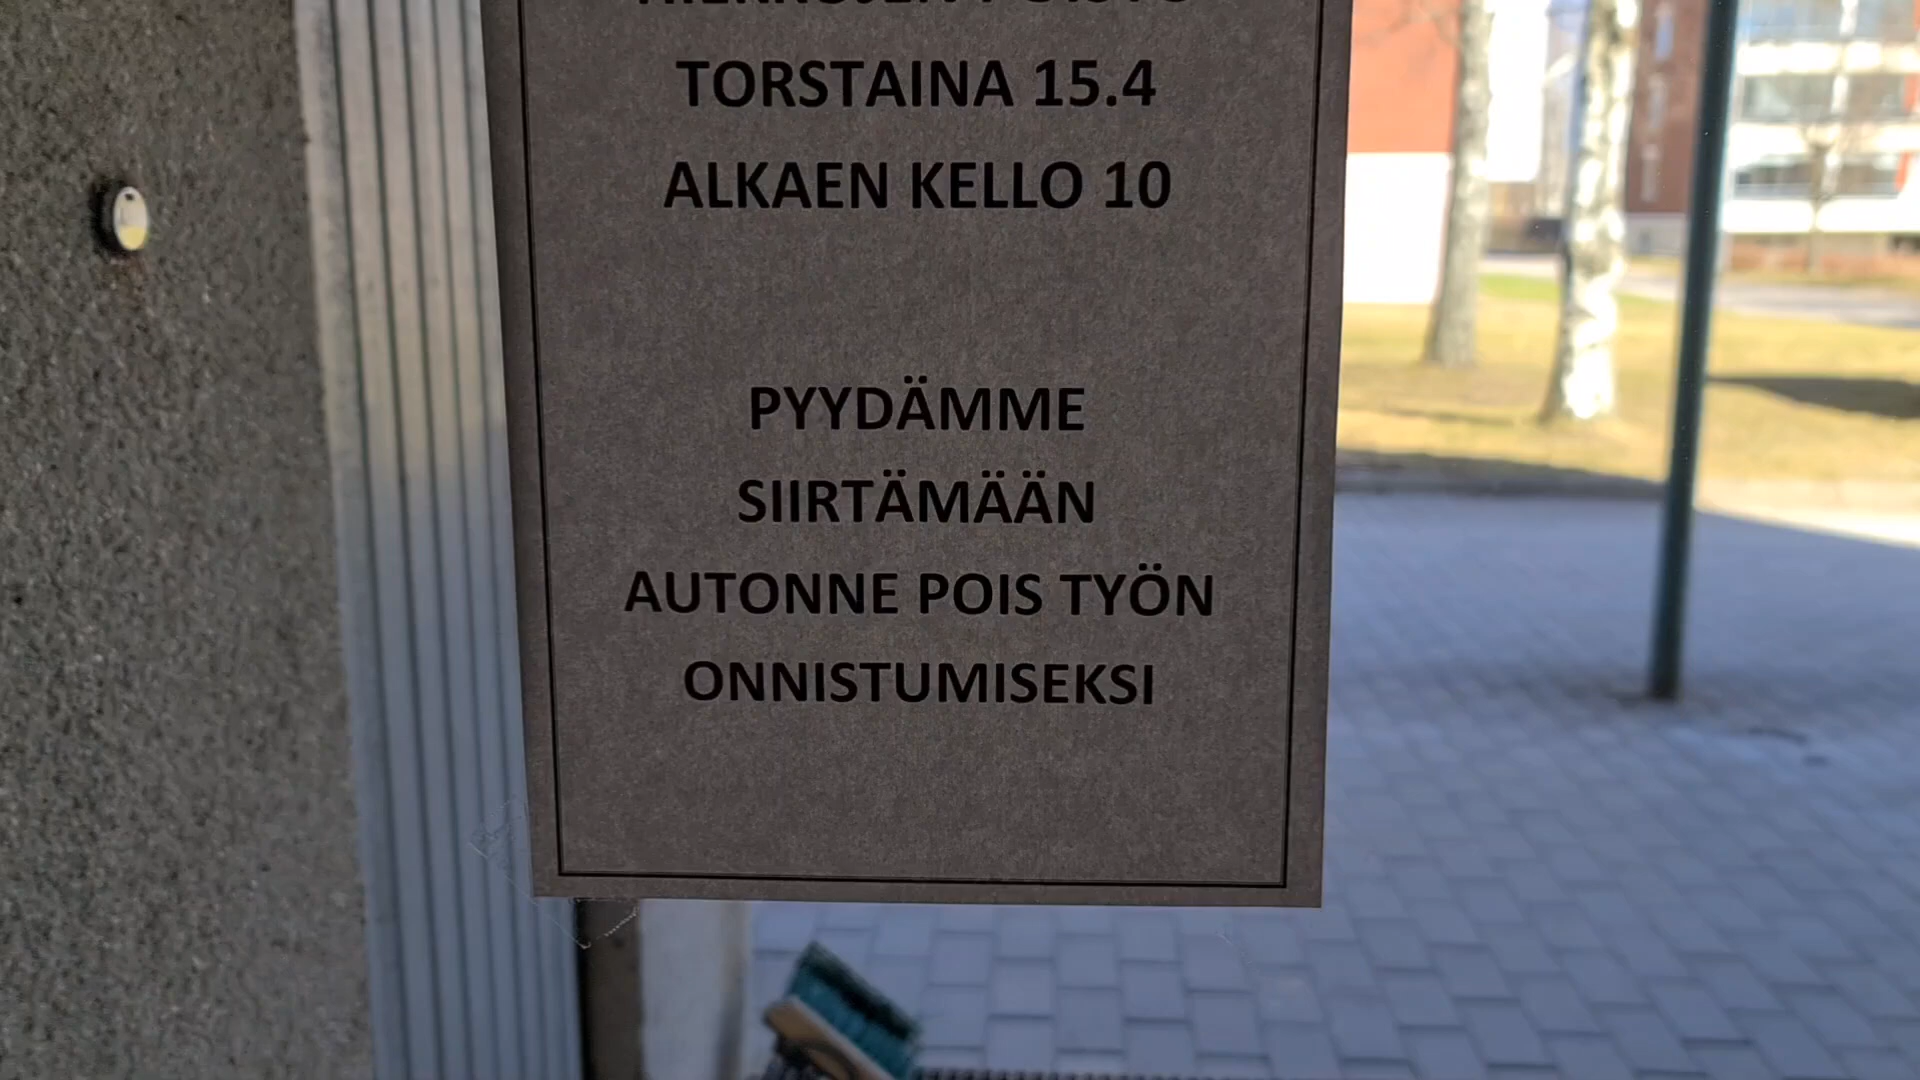 TORSTAINA 15.4
ALKAEN KELLO 10
PYYDÄMME
SIIRTÄMÄÄN
AUTONNE POIS TYÖN
ONNISTUMISEKSI